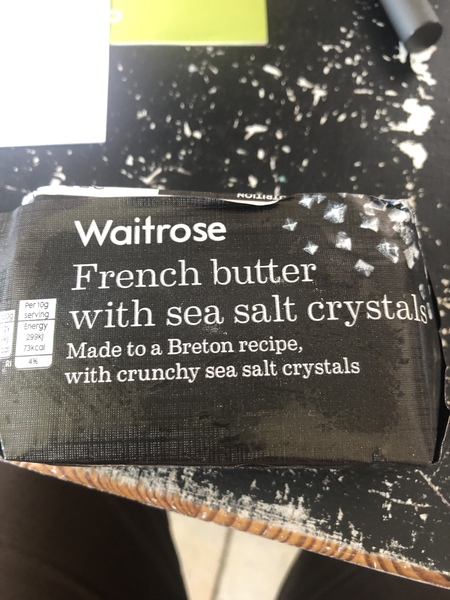 NUTRITION
Waitrose
French butter
with sea salt crystals
Made to a Breton recipe,
with crunchy sea salt crystals
Per 10g
serving
Energy
299kJ
73kcal
4%